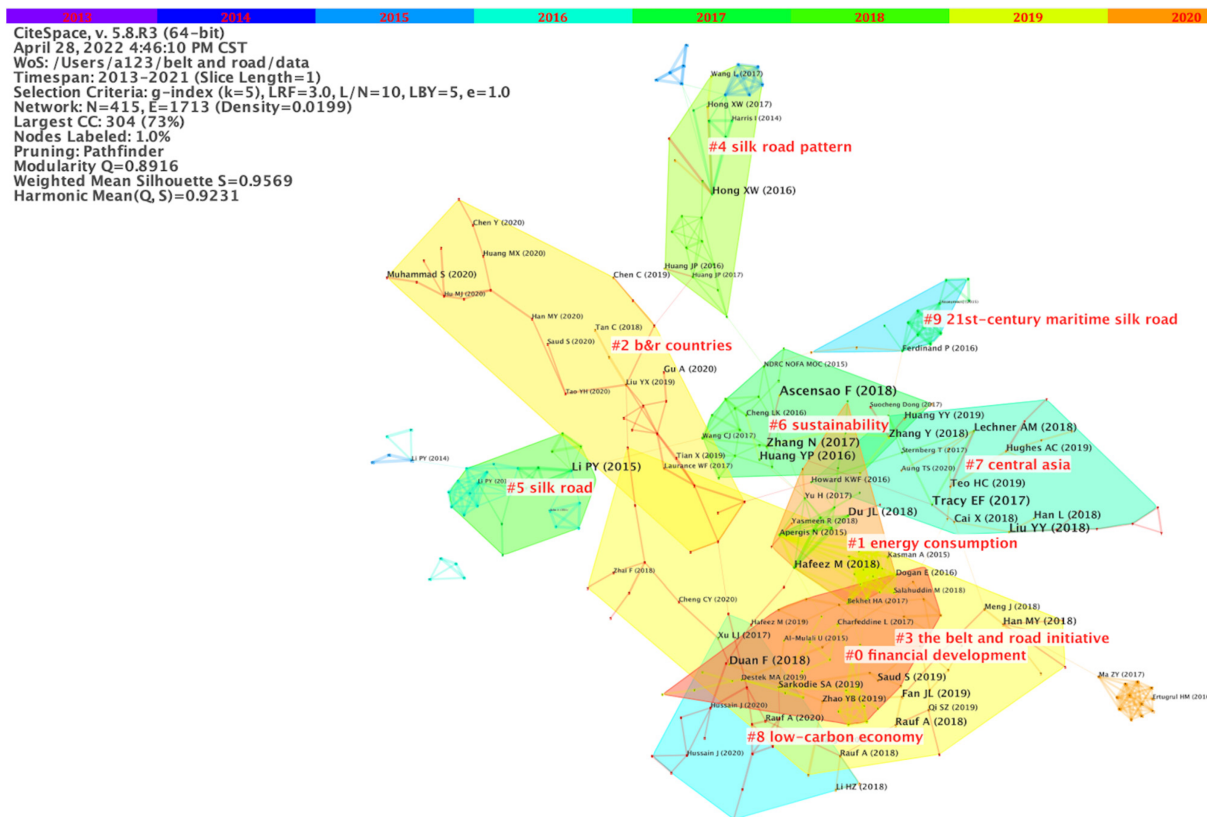 2013 2014 2015 2016 2017 2018 2019 2020
CiteSpace, v. 5.8.R3 (64-bit)
April 28, 2022 4:46:10 PM CST
WoS: /Users/a123/belt and road/data
Timespan: 2013-2021 (Slice Length=1)
Selection Criteria: g-index (k=5), LRF=3.0, L/N=10, LBY=5, e=1.0
Network: N=415, E=1713 (Density=0.0199)
Largest CC: 304 (73%)
Nodes Labeled: 1.0%
Pruning: Pathfinder
Modularity Q=0.8916
Weighted Mean Silhouette S=0.9569
Harmonic Mean(Q, S)=0.9231
Wang L (2017)
Hong XW (2017)
Harris I (2014)
#4 silk road pattern
Hong XW (2016)
Chen Y (2020)
Huang MX (2020)
Muhammad S (2020)
Chen C (2019)
Huang JP (2016)
Huang JP (2017)
Han MY (2020)
Tan C (2018)
Saud S (2020)
#2 b&r countries
#9 21st-century maritime silk road
Ferdinand P (2016)
Gu A (2020)
NDRC NOFA MOC (2015)
Liu YX (2019)
Tao YH (2020)
Ascensao F (2018)
Suocheng Dong (2017)
Cheng LK (2016)
Huang YY (2019)
#6 sustainability
Zhang Y (2018)
Lechner AM (2018)
Wang CJ (2017)
Zhang N (2017)
Huang YP (2016)
Sternberg T (2017)
Hughes AC (2019)
Li PY (2014)
Li PY (2015)
Tian X (2019)
Laurance WF (2017)
Aung TS (2020)
#7 central asia
#5 silk road
Howard KWF (2016)
Teo HC (2019)
Yu H (2017)
Tracy EF (2017)
Du JL (2018)
Yasmeen R (2018)
Cai X (2018)
Han L (2018)
Liu YY (2018)
Apergis N (2015)
#1 energy consumption
Kasman A (2015)
Hafeez M (2018)
Zhai F (2018)
Dogan E (2016)
Salahuddin M (2018)
Cheng CY (2020)
Bekhet HA (2017)
Meng J (2018)
Hafeez M (2019)
Charfeddine L (2017)
Han MY (2018)
Xu LJ (2017)
Al-Mulali U (2015)
#3 the belt and road initiative
#0 financial development
Duan F (2018)
Destek MA (2019)
Saud S (2019)
Sarkodie SA (2019)
Ma ZY (2017)
Zhao YB (2019)
Fan JL (2019)
Hussain J (2020)
Qi SZ (2019)
Rauf A (2020)
Rauf A (2018)
#8 low-carbon economy
Hussain J (2020)
Rauf A (2018)
Li HZ (2018)